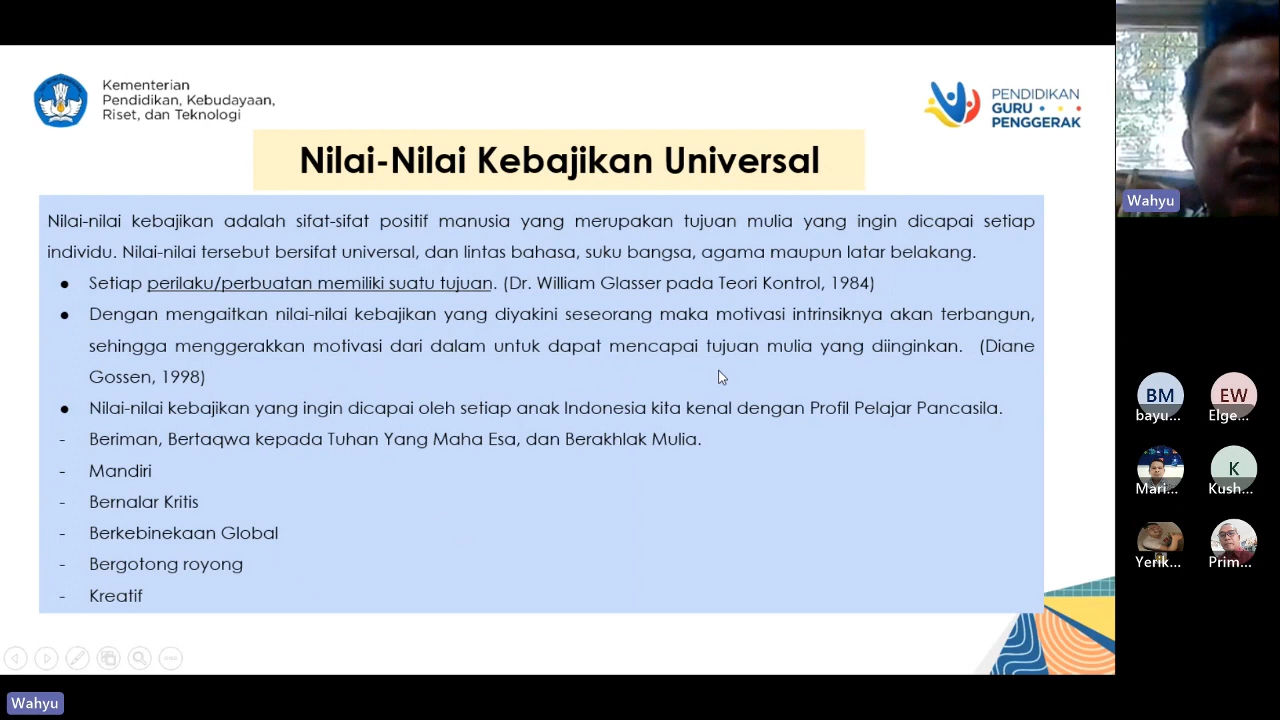 Kementerian
Pendidikan, Kebudayaan,
Riset, dan Teknologi
PENDIDIKAN
GURU
PENGGERAK
Nilai-Nilai Kebajikan Universal
Nilai-nilai kebajikan adalah sifat-sifat positif manusia yang merupakan tujuan mulia yang ingin dicapai setiap
individu. Nilai-nilai tersebut bersifat universal, dan lintas bahasa, suku bangsa, agama maupun latar belakang.
● Setiap perilaku/perbuatan memiliki suatu tujuan. (Dr. William Glasser pada Teori Kontrol, 1984)
● Dengan mengaitkan nilai-nilai kebajikan yang diyakini seseorang maka motivasi intrinsiknya akan terbangun,
sehingga menggerakkan motivasi dari dalam untuk dapat mencapai tujuan mulia yang diinginkan. (Diane
Gossen, 1998)
● Nilai-nilai kebajikan yang ingin dicapai oleh setiap anak Indonesia kita kenal dengan Profil Pelajar Pancasila.
- Beriman, Bertaqwa kepada Tuhan Yang Maha Esa, dan Berakhlak Mulia.
- Mandiri
- Bernalar Kritis
- Berkebinekaan Global
- Bergotong royong
- Kreatif
Wahyu
BM
bayu...
EW
Elge...
Mari...
K
Kush...
Yerik...
Prim...
Wahyu